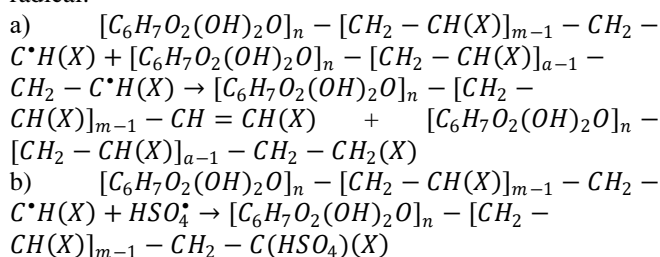 radical.
a) [C₆H₇O₂(OH)₂O]ₙ − [CH₂ − CH(X)]ₘ₋₁ − CH₂ −
C•H(X) + [C₆H₇O₂(OH)₂O]ₙ − [CH₂ − CH(X)]ₐ₋₁ −
CH₂ − C•H(X) → [C₆H₇O₂(OH)₂O]ₙ − [CH₂ −
CH(X)]ₘ₋₁ − CH = CH(X) + [C₆H₇O₂(OH)₂O]ₙ −
[CH₂ − CH(X)]ₐ₋₁ − CH₂ − CH₂(X)
b) [C₆H₇O₂(OH)₂O]ₙ − [CH₂ − CH(X)]ₘ₋₁ − CH₂ −
C•H(X) + HSO₄• → [C₆H₇O₂(OH)₂O]ₙ − [CH₂ −
CH(X)]ₘ₋₁ − CH₂ − C(HSO₄)(X)